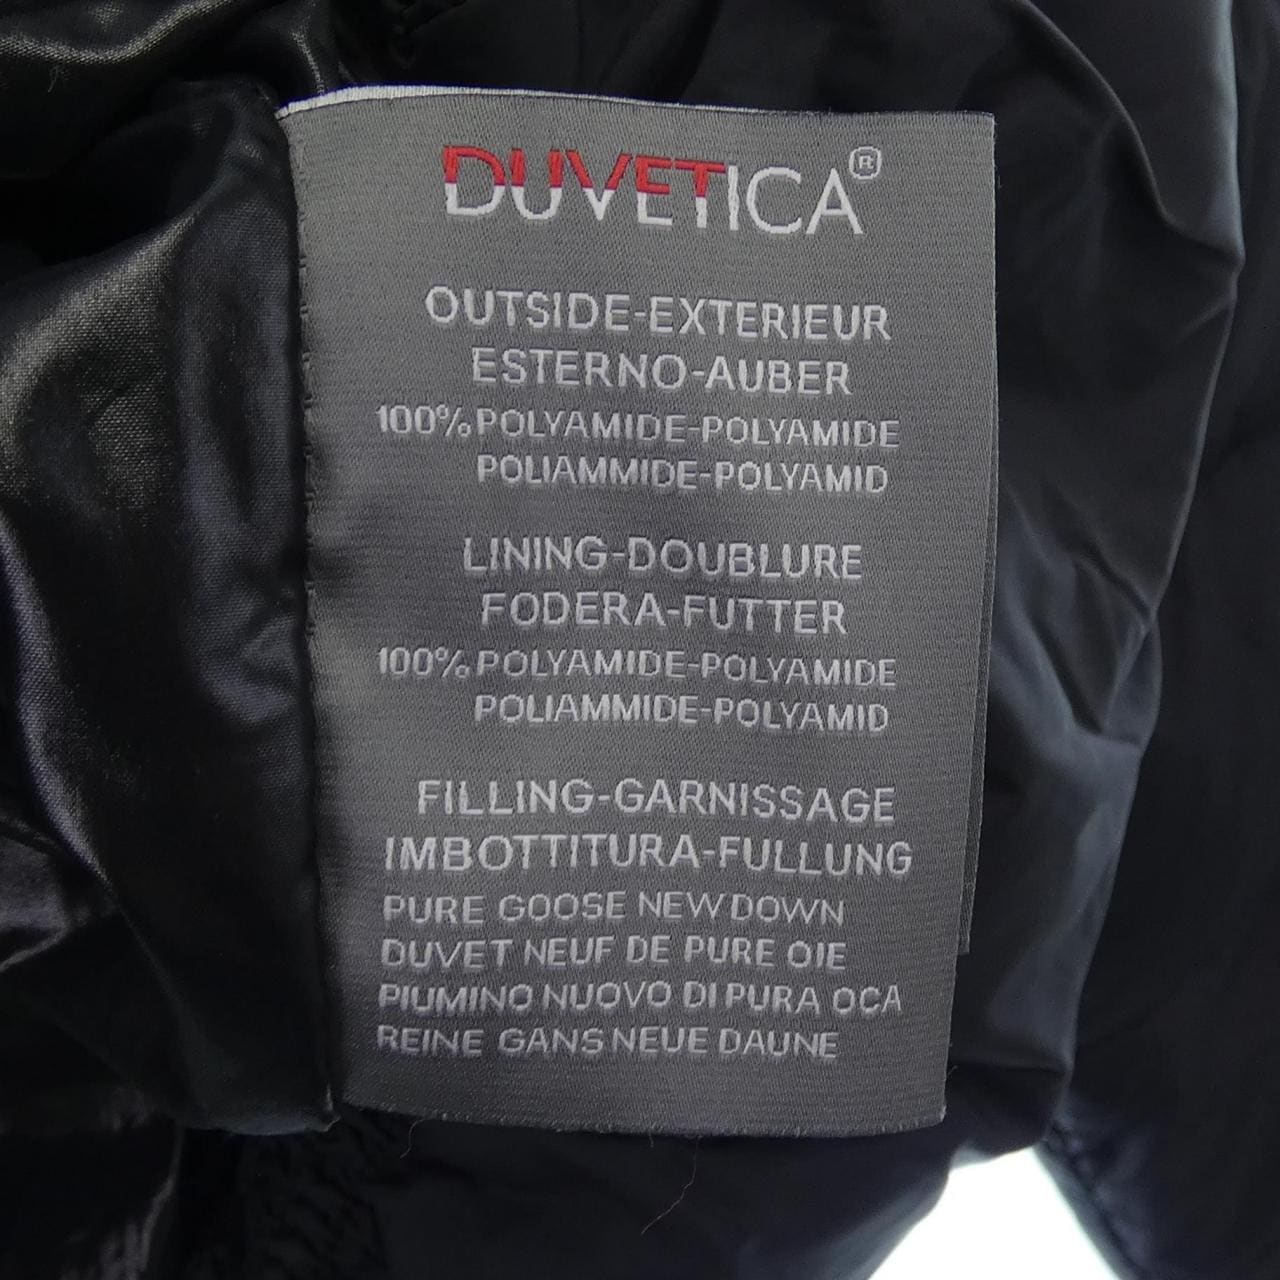 DUVETICA®
OUTSIDE-EXTERIEUR
ESTERNO-AUBER
100%POLYAMIDE-POLYAMIDE
POLIAMMIDE-POLYAMID
LINING-DOUBLURE
FODERA-FUTTER
100%POLYAMIDE-POLYAMIDE
POLIAMMIDE-POLYAMID
FILLING-GARNISSAGE
IMBOTTITURA-FULLUNG
PURE GOOSE NEW DOWN
DUVET NEUF DE PURE OIE
PIUMINO NUOVO DI PURA OCA
REINE GANS NEUE DAUNE